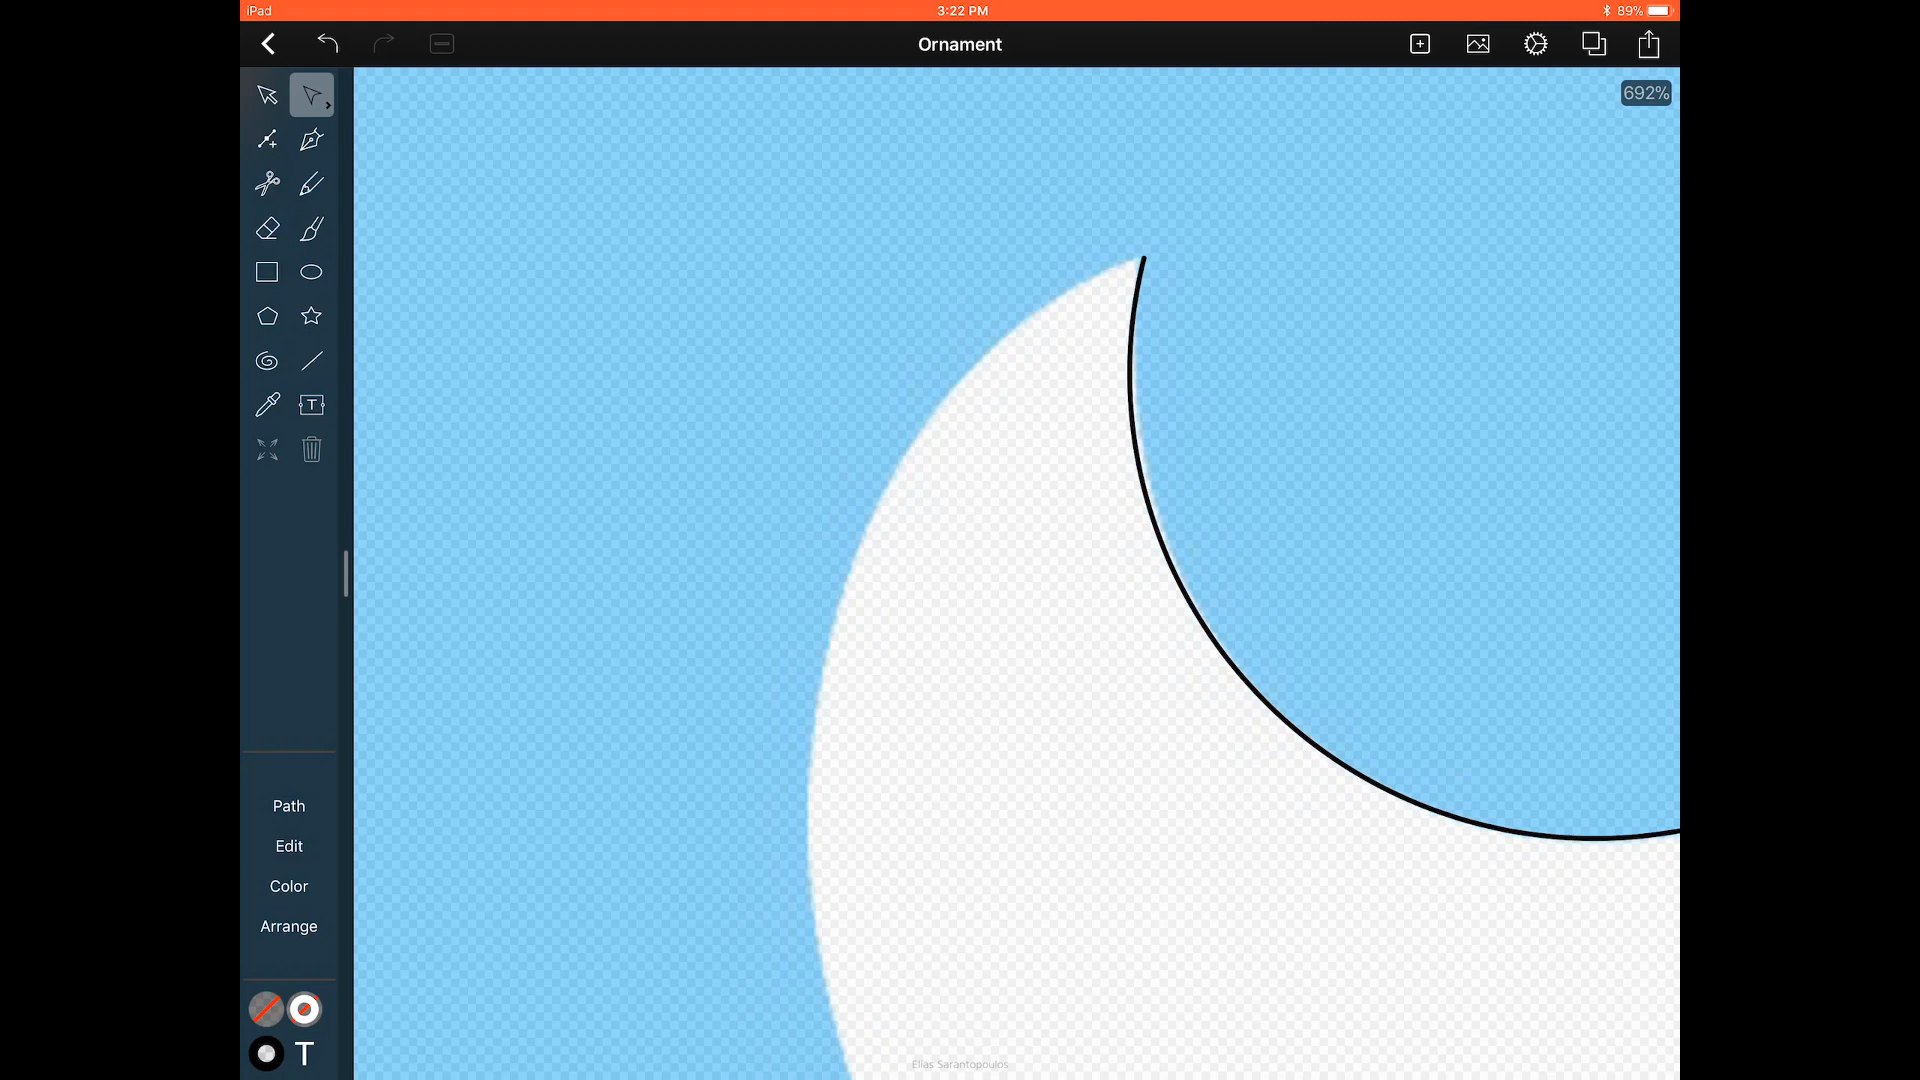 iPad
3:22 PM
89%
Ornament
692%
Path
Edit
Color
Arrange
T
Elias Sarantopoulos